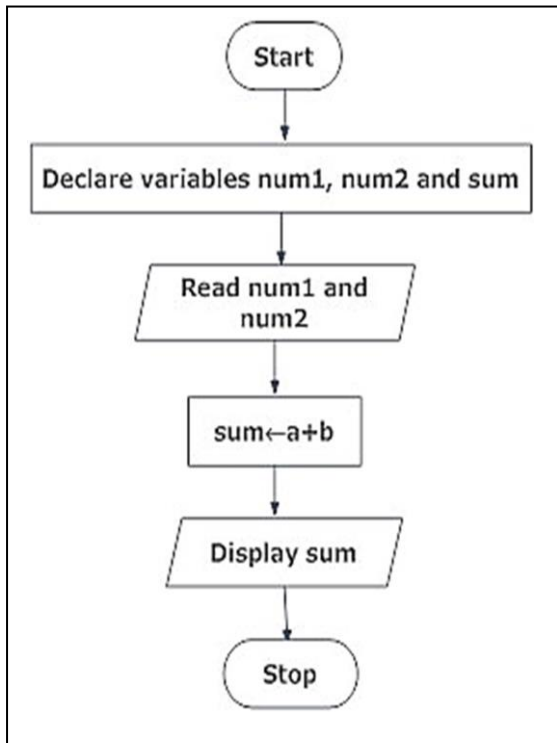 Start
Declare variables num1, num2 and sum
Read num1 and
num2
sum←a+b
Display sum
Stop